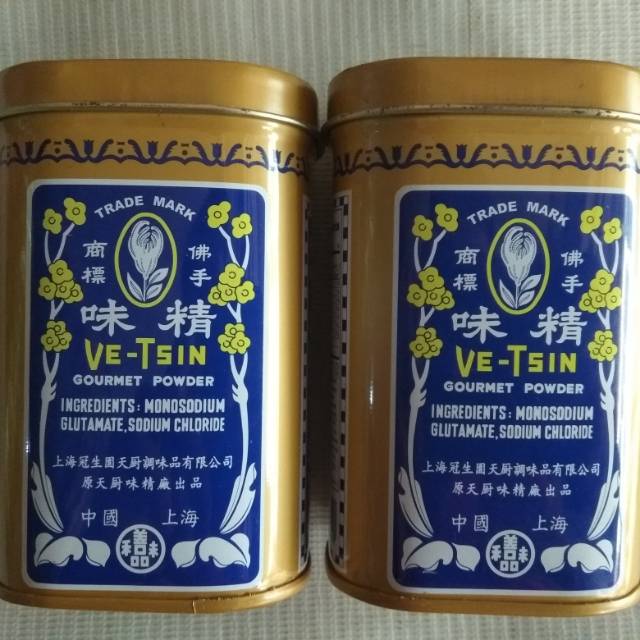 TRADE MARK
商標
佛手
味精
VE-TSIN
GOURMET POWDER
INGREDIENTS: MONOSODIUM
GLUTAMATE, SODIUM CHLORIDE
上海冠生園天厨調味品有限公司
原天厨味精廠出品
中國 上海
TRADE MARK
商標
佛手
味精
VE-TSIN
GOURMET POWDER
INGREDIENTS: MONOSODIUM
GLUTAMATE, SODIUM CHLORIDE
上海冠生園天厨調味品有限公司
原天厨味精廠出品
中國 上海